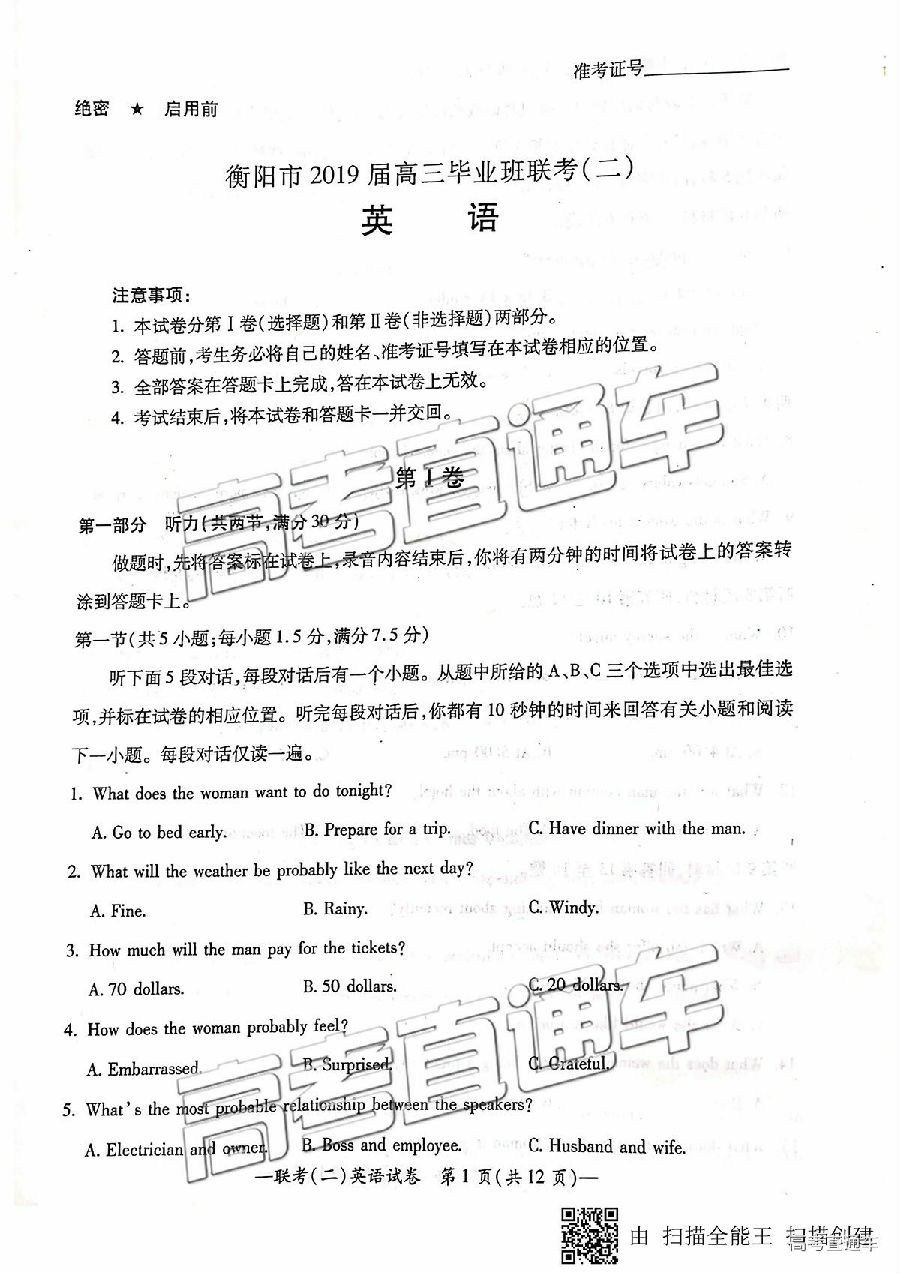 准考证号
绝密 ★ 启用前
衡阳市 2019 届高三毕业班联考(二)
英 语
注意事项:
1. 本试卷分第Ⅰ卷(选择题)和第Ⅱ卷(非选择题)两部分。
2. 答题前,考生务必将自己的姓名、准考证号填写在本试卷相应的位置。
3. 全部答案在答题卡上完成,答在本试卷上无效。
4. 考试结束后,将本试卷和答题卡一并交回。
高考直通车
第Ⅰ卷
第一部分 听力(共两节,满分 30 分)
做题时,先将答案标在试卷上,录音内容结束后,你将有两分钟的时间将试卷上的答案转
涂到答题卡上。
第一节(共 5 小题;每小题 1.5 分,满分 7.5 分)
听下面 5 段对话,每段对话后有一个小题。从题中所给的 A、B、C 三个选项中选出最佳选
项,并标在试卷的相应位置。听完每段对话后,你都有 10 秒钟的时间来回答有关小题和阅读
下一小题。每段对话仅读一遍。
1. What does the woman want to do tonight?
A. Go to bed early. B. Prepare for a trip. C. Have dinner with the man.
2. What will the weather be probably like the next day?
A. Fine. B. Rainy. C. Windy.
3. How much will the man pay for the tickets?
A. 70 dollars. B. 50 dollars. C. 20 dollars.
4. How does the woman probably feel?
A. Embarrassed. B. Surprised. C. Grateful.
高考直通车
5. What's the most probable relationship between the speakers?
A. Electrician and owner. B. Boss and employee. C. Husband and wife.
—联考(二)英语试卷 第 1 页(共 12 页)—
由 扫描全能王 扫描创建
高考直通车